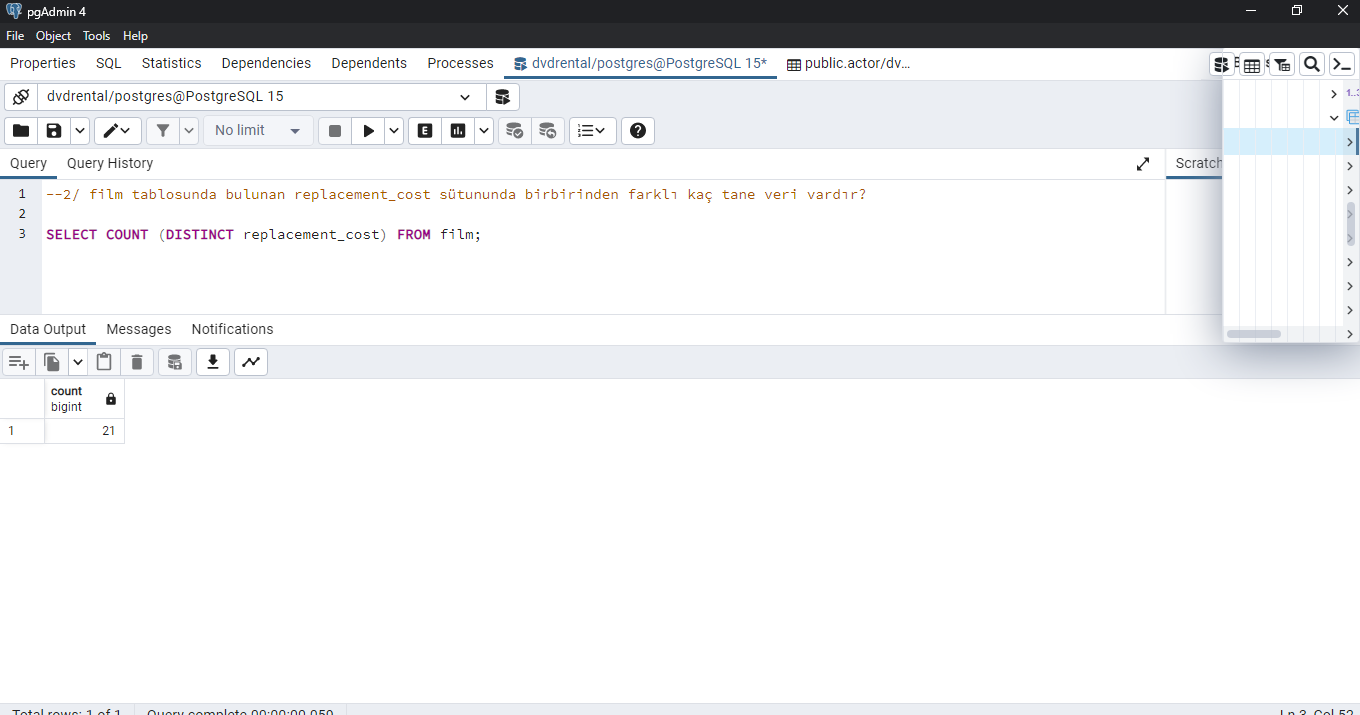 pgAdmin 4
File Object Tools Help
Properties SQL Statistics Dependencies Dependents Processes dvdrental/postgres@PostgreSQL 15* public.actor/dv...
dvdrental/postgres@PostgreSQL 15
No limit E
Query Query History Scratch
1 --2/ film tablosunda bulunan replacement_cost sütununda birbirinden farklı kaç tane veri vardır?
2
3 SELECT COUNT (DISTINCT replacement_cost) FROM film;
Data Output Messages Notifications
count
bigint
1 21
Total rows: 1 of 1 Query complete 00:00:00.050 Ln 3, Col 52